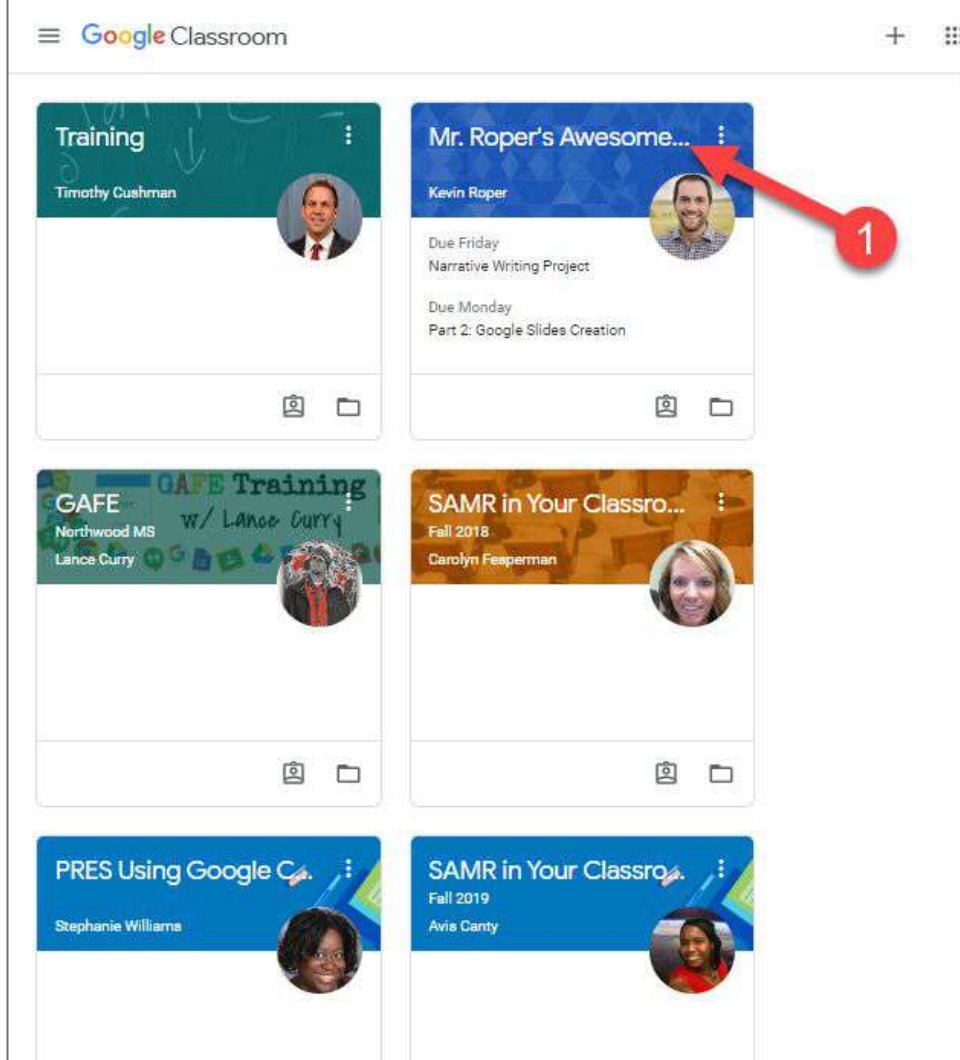 Google Classroom
Training
Timothy Cushman
Mr. Roper's Awesome...
Kevin Roper
1
Due Friday
Narrative Writing Project
Due Monday
Part 2: Google Slides Creation
GAFE Training
w/ Lance Curry
GAFE
Northwood MS
Lance Curry
SAMR in Your Classro...
Fall 2018
Carolyn Feaperman
PRES Using Google C...
Stephanie Williams
SAMR in Your Classro...
Fall 2019
Avis Canty